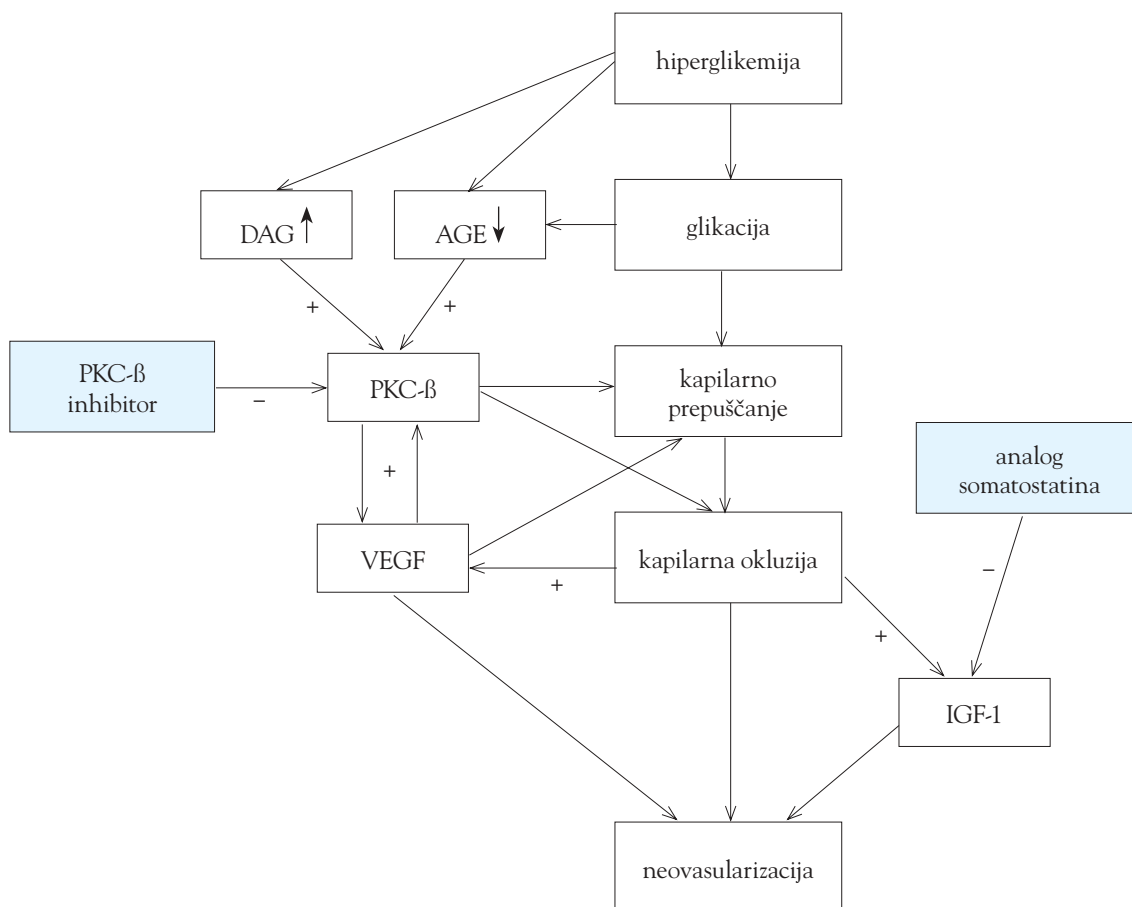 hiperglikemija
DAG ↑
AGE ↓
glikacija
+
+
PKC-ß
inhibitor
–
PKC-ß
kapilarno
prepuščanje
analog
somatostatina
+
VEGF
+
kapilarna okluzija
–
+
IGF-1
neovasularizacija